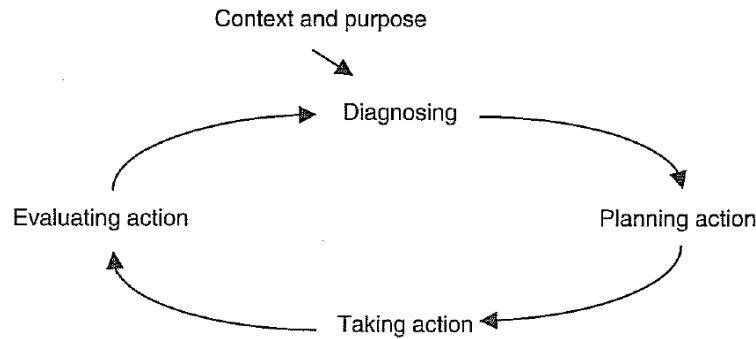 Context and purpose
Diagnosing
Evaluating action
Planning action
Taking action